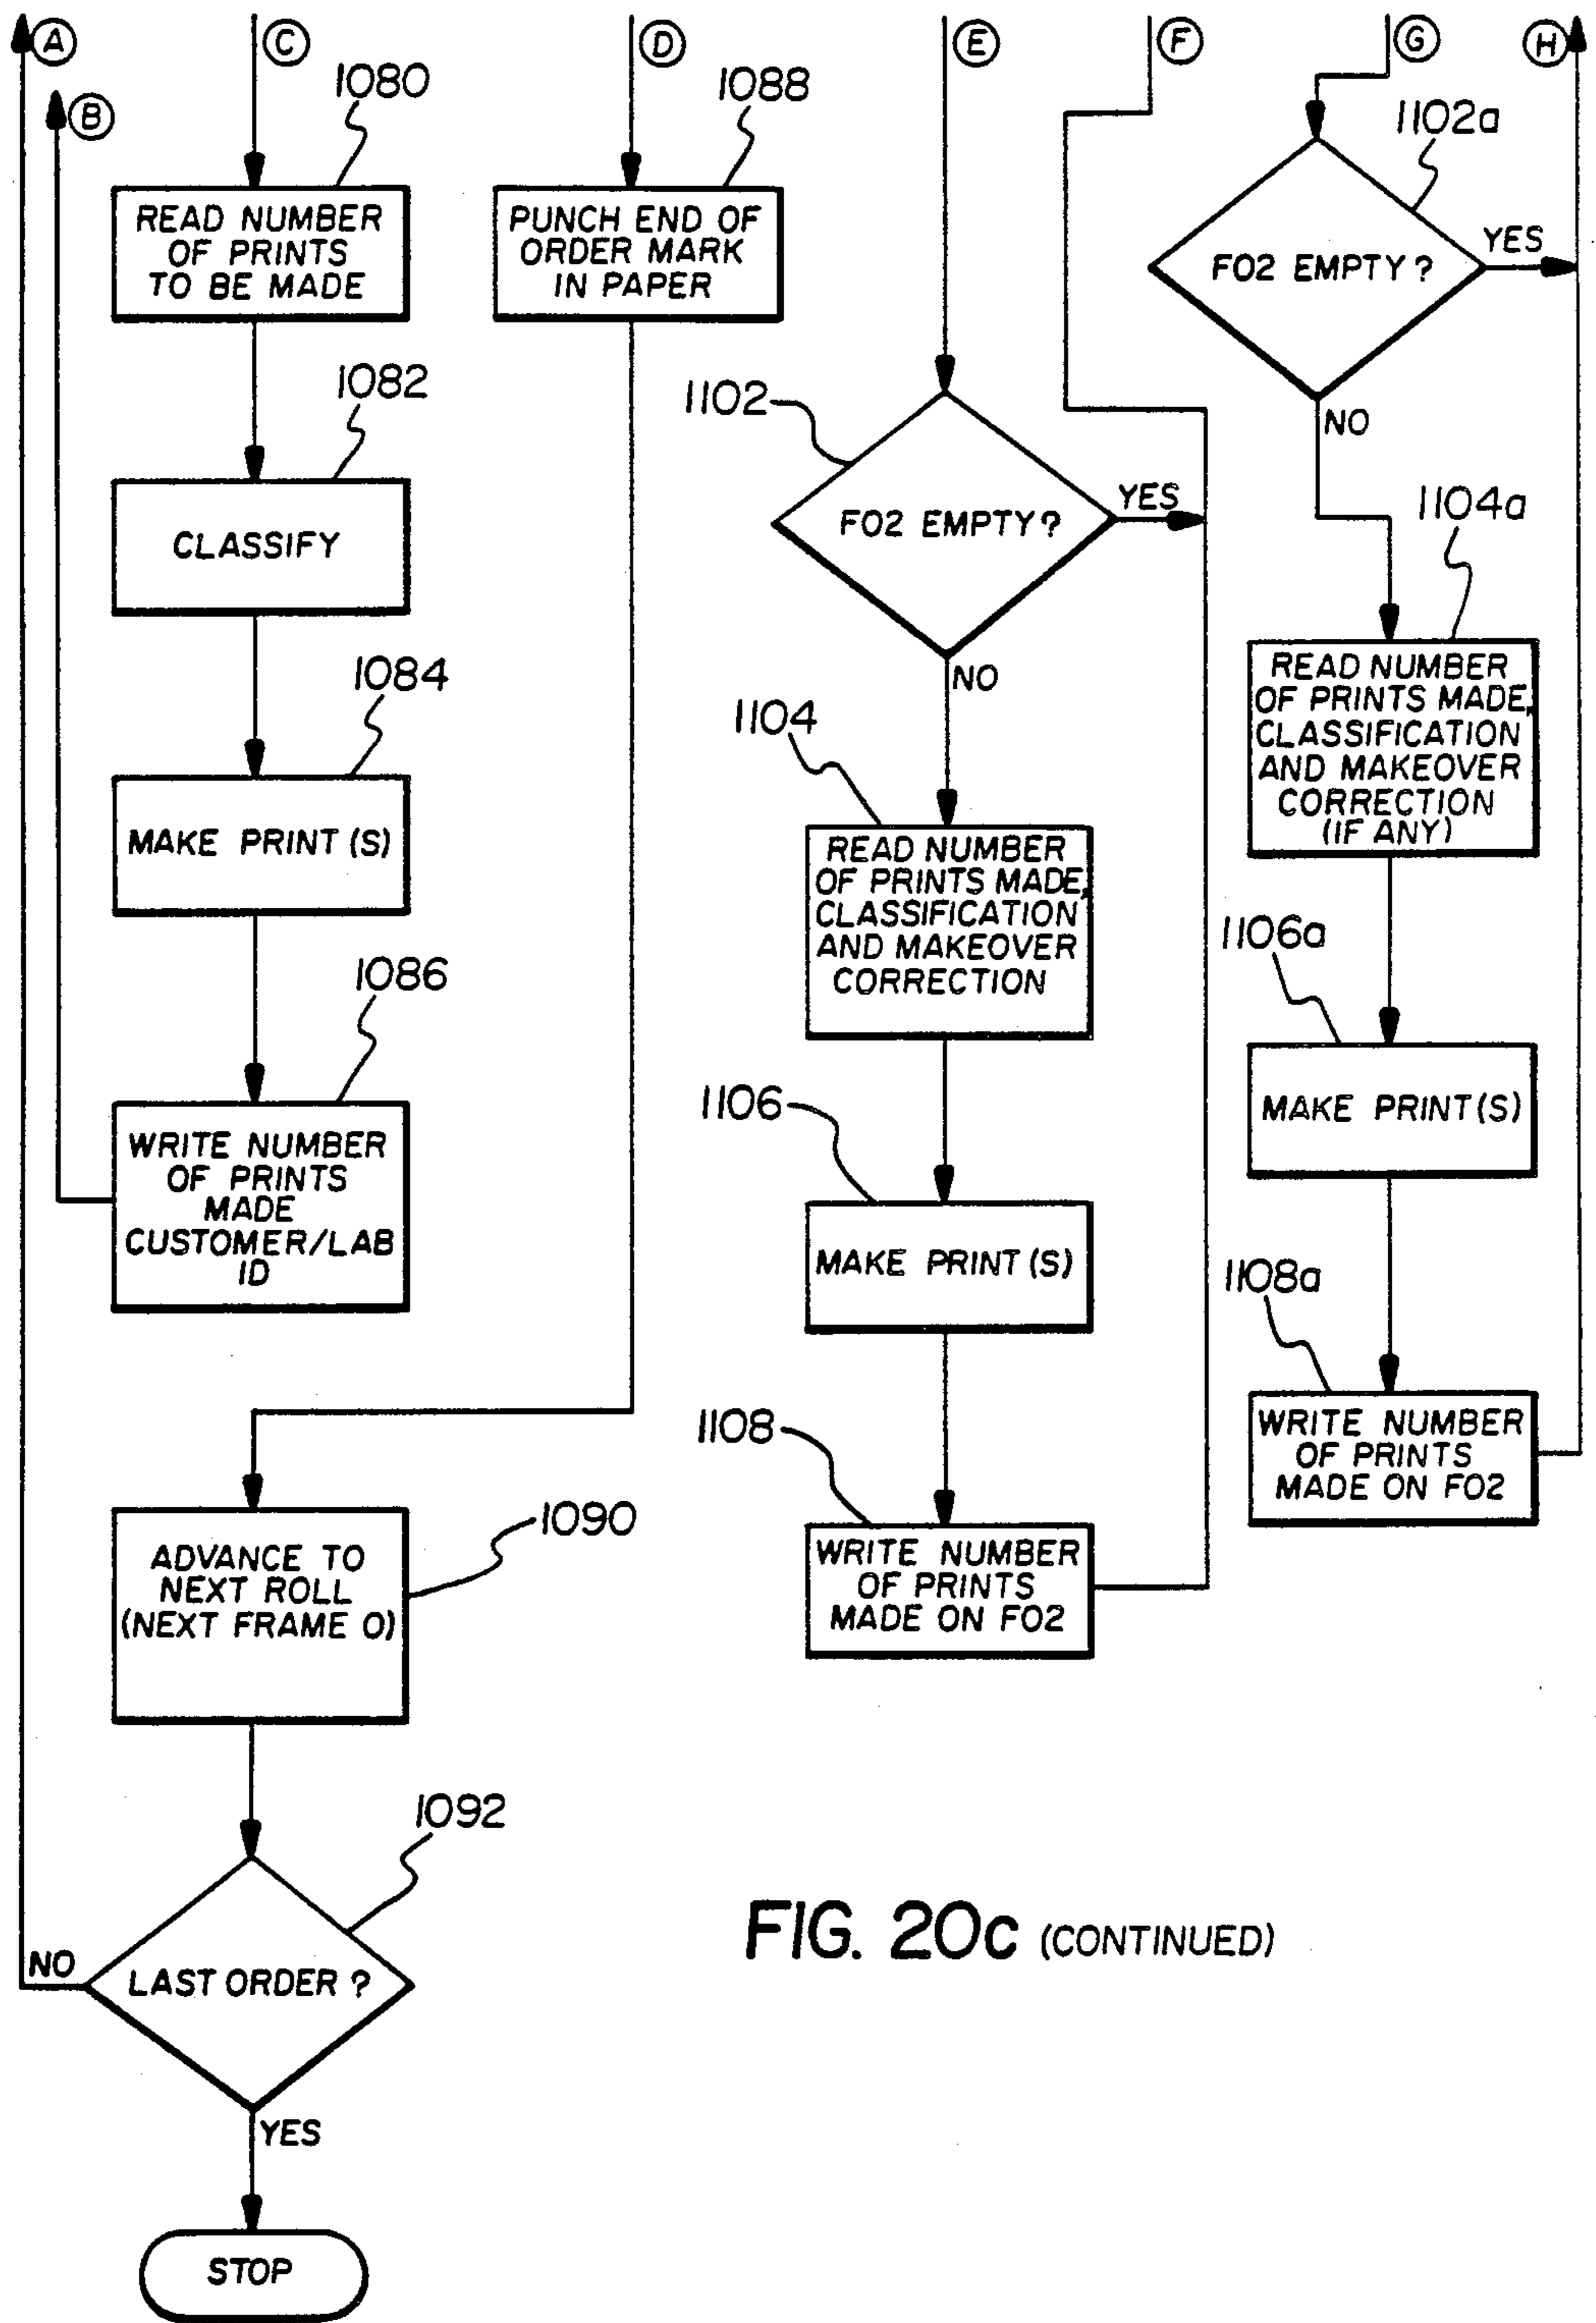 A
C
D
E
F
G
H
B
1080
READ NUMBER
OF PRINTS
TO BE MADE
1082
CLASSIFY
1084
MAKE PRINT(S)
1086
WRITE NUMBER
OF PRINTS
MADE
CUSTOMER/LAB
ID
1088
PUNCH END OF
ORDER MARK
IN PAPER
1090
ADVANCE TO
NEXT ROLL
(NEXT FRAME 0)
1092
LAST ORDER?
NO
YES
STOP
1102
F02 EMPTY?
YES
NO
1104
READ NUMBER
OF PRINTS MADE,
CLASSIFICATION
AND MAKEOVER
CORRECTION
1106
MAKE PRINT(S)
1108
WRITE NUMBER
OF PRINTS
MADE ON F02
1102a
F02 EMPTY?
YES
NO
1104a
READ NUMBER
OF PRINTS MADE,
CLASSIFICATION
AND MAKEOVER
CORRECTION
(IF ANY)
1106a
MAKE PRINT(S)
1108a
WRITE NUMBER
OF PRINTS
MADE ON F02
FIG. 20c (CONTINUED)